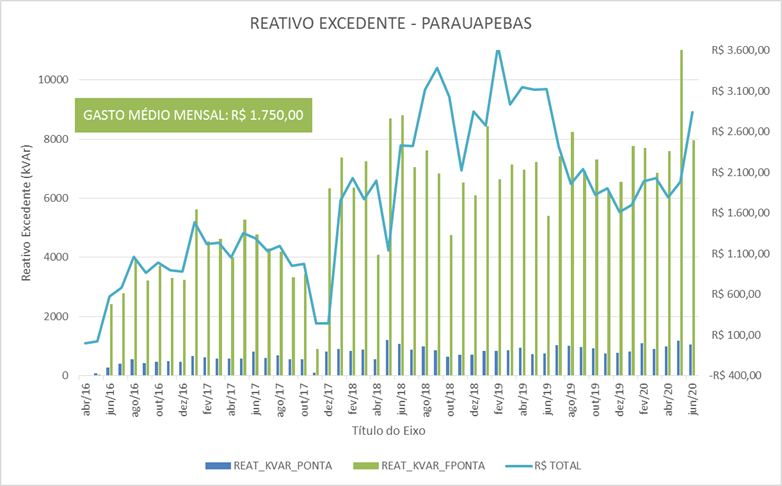 REATIVO EXCEDENTE - PARAUAPEBAS
GASTO MÉDIO MENSAL: R$ 1.750,00
Reativo Excedente (kVAr)
10000
8000
6000
4000
2000
0
R$ 3.600,00
R$ 3.100,00
R$ 2.600,00
R$ 2.100,00
R$ 1.600,00
R$ 1.100,00
R$ 600,00
R$ 100,00
-R$ 400,00
abr/16
jun/16
ago/16
out/16
dez/16
fev/17
abr/17
jun/17
ago/17
out/17
dez/17
fev/18
abr/18
jun/18
ago/18
out/18
dez/18
fev/19
abr/19
jun/19
ago/19
out/19
dez/19
fev/20
abr/20
jun/20
Título do Eixo
REAT_KVAR_PONTA
REAT_KVAR_FPONTA
R$ TOTAL